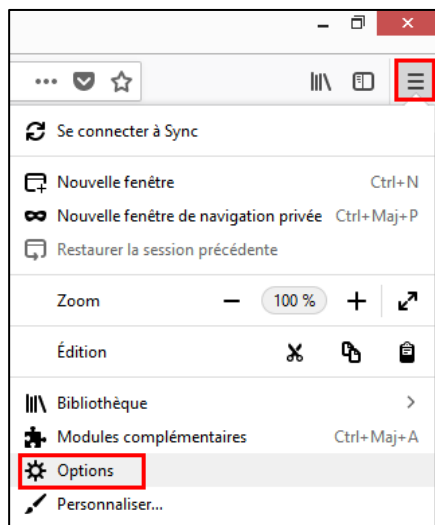 Se connecter à Sync
Nouvelle fenêtre Ctrl+N
Nouvelle fenêtre de navigation privée Ctrl+Maj+P
Restaurer la session précédente
Zoom 100 %
Édition
Bibliothèque
Modules complémentaires Ctrl+Maj+A
Options
Personnaliser...